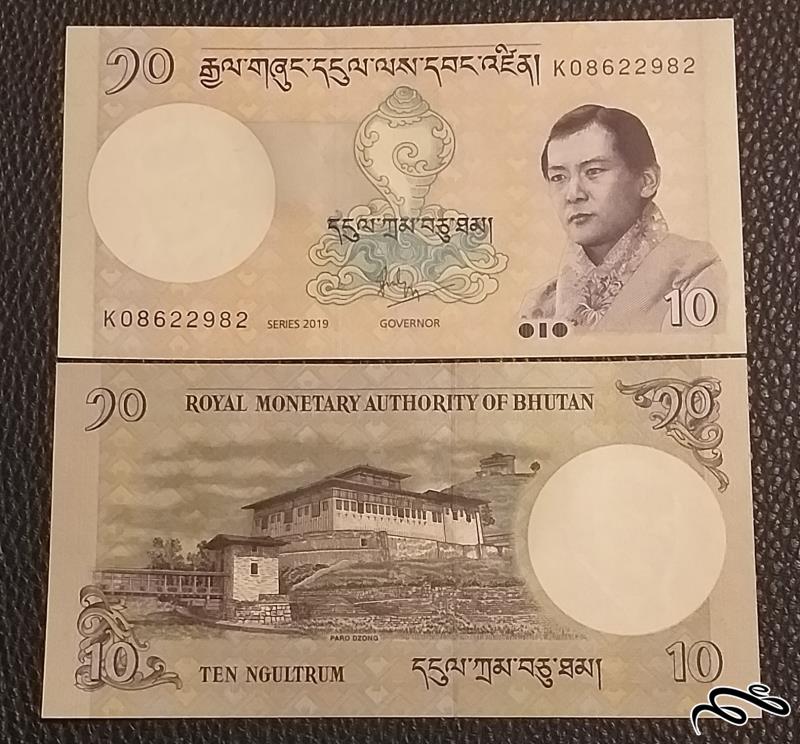 ༡༠
རྒྱལ་གཞུང་དངུལ་ལས་དབང་འཛིན།
K08622982
དངུལ་ཀྲམ་བཅུ་ཐམ།
K08622982
SERIES 2019
GOVERNOR
10
༡༠
ROYAL MONETARY AUTHORITY OF BHUTAN
༡༠
PARO DZONG
10
TEN NGULTRUM
དངུལ་ཀྲམ་བཅུ་ཐམ།
10